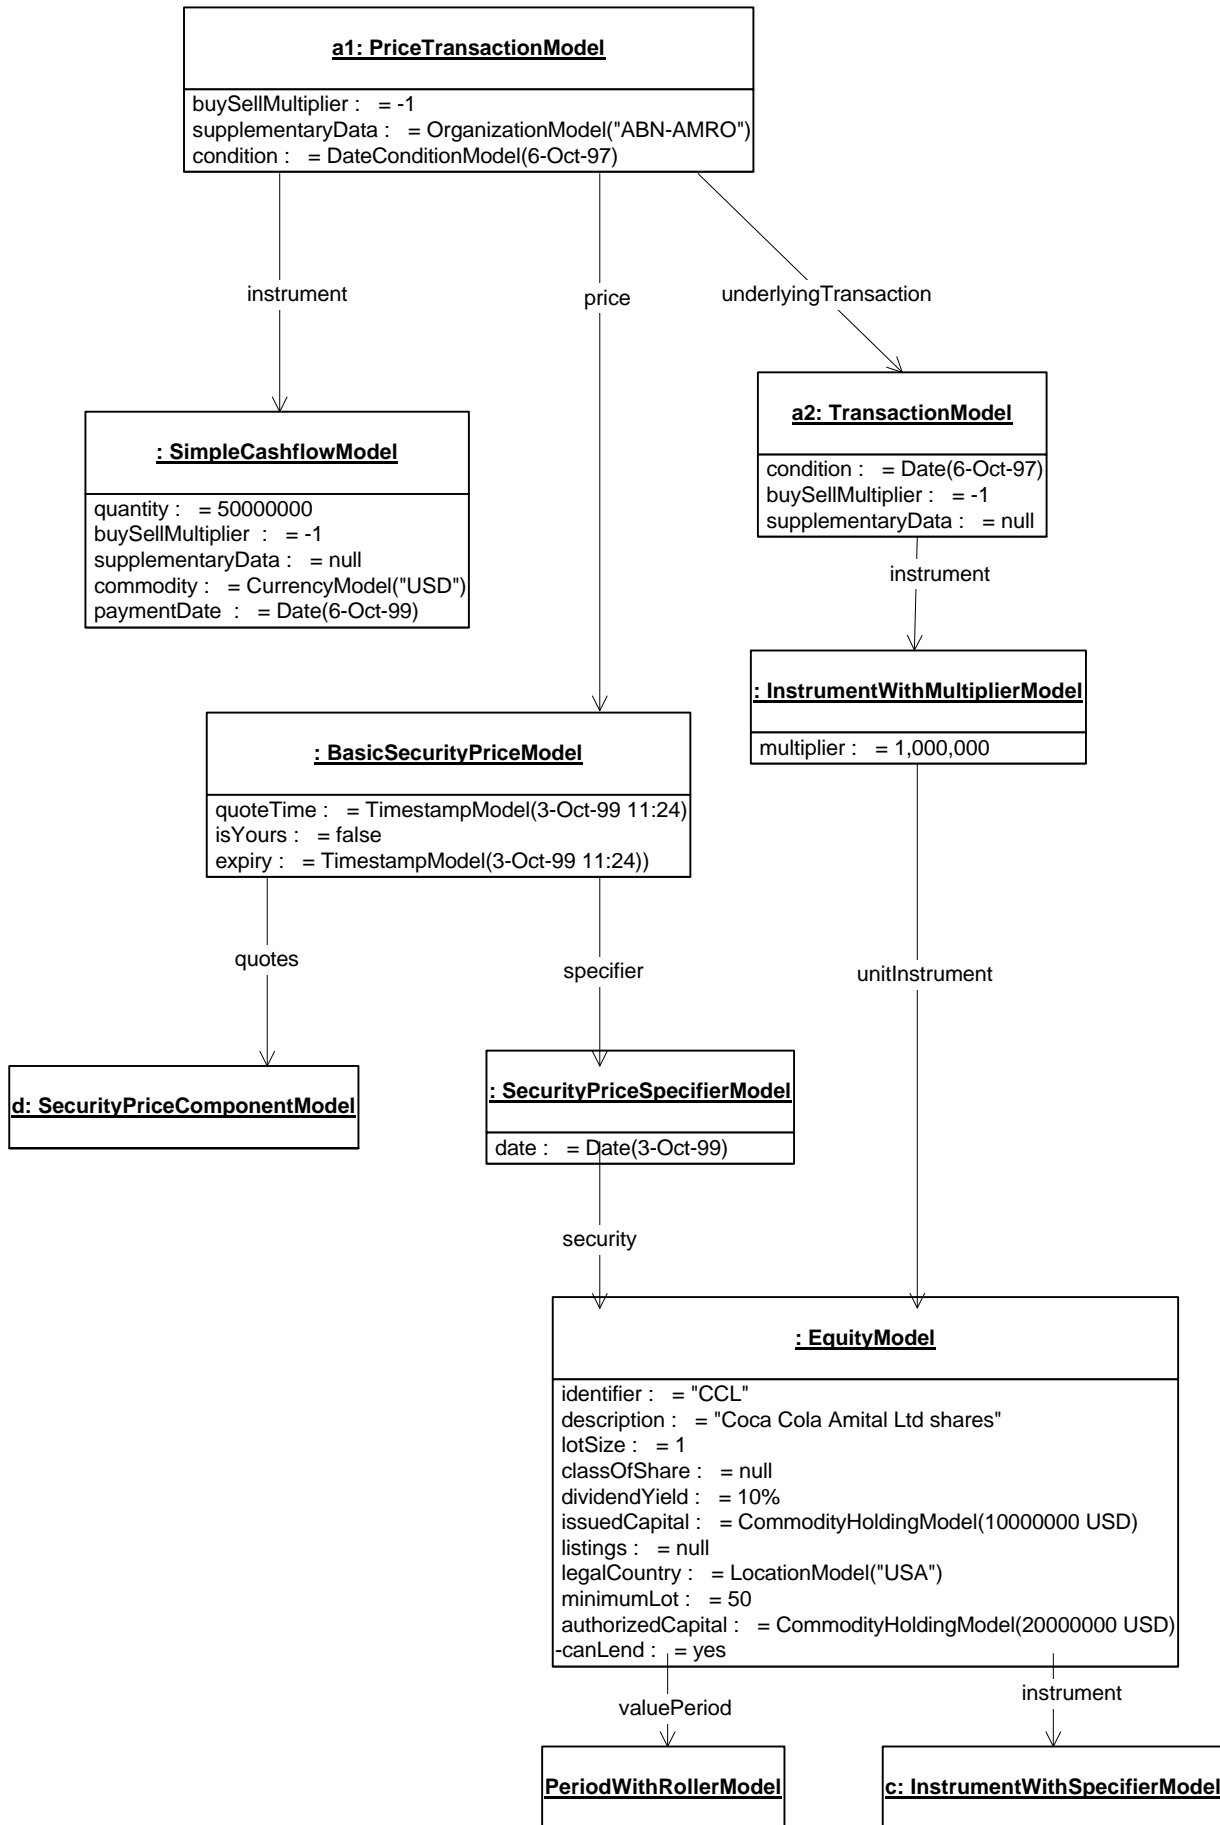 a1: PriceTransactionModel
buySellMultiplier :   = -1
supplementaryData :   = OrganizationModel("ABN-AMRO")
condition :   = DateConditionModel(6-Oct-97)
instrument
price
underlyingTransaction
a2: TransactionModel
condition :   = Date(6-Oct-97)
buySellMultiplier :   = -1
supplementaryData :   = null
: SimpleCashflowModel
quantity :   = 50000000
buySellMultiplier  :   = -1
supplementaryData :   = null
commodity :   = CurrencyModel("USD")
paymentDate  :   = Date(6-Oct-99)
instrument
: InstrumentWithMultiplierModel
multiplier :   = 1,000,000
: BasicSecurityPriceModel
quoteTime :   = TimestampModel(3-Oct-99 11:24)
isYours :   = false
expiry :   = TimestampModel(3-Oct-99 11:24))
quotes
specifier
unitInstrument
d: SecurityPriceComponentModel
: SecurityPriceSpecifierModel
date :   = Date(3-Oct-99)
security
: EquityModel
identifier :   = "CCL"
description :   = "Coca Cola Amital Ltd shares"
lotSize :   = 1
classOfShare :   = null
dividendYield :   = 10%
issuedCapital :   = CommodityHoldingModel(10000000 USD)
listings :   = null
legalCountry :   = LocationModel("USA")
minimumLot :   = 50
authorizedCapital :   = CommodityHoldingModel(20000000 USD)
-canLend :   = yes
valuePeriod
instrument
PeriodWithRollerModel
c: InstrumentWithSpecifierModel